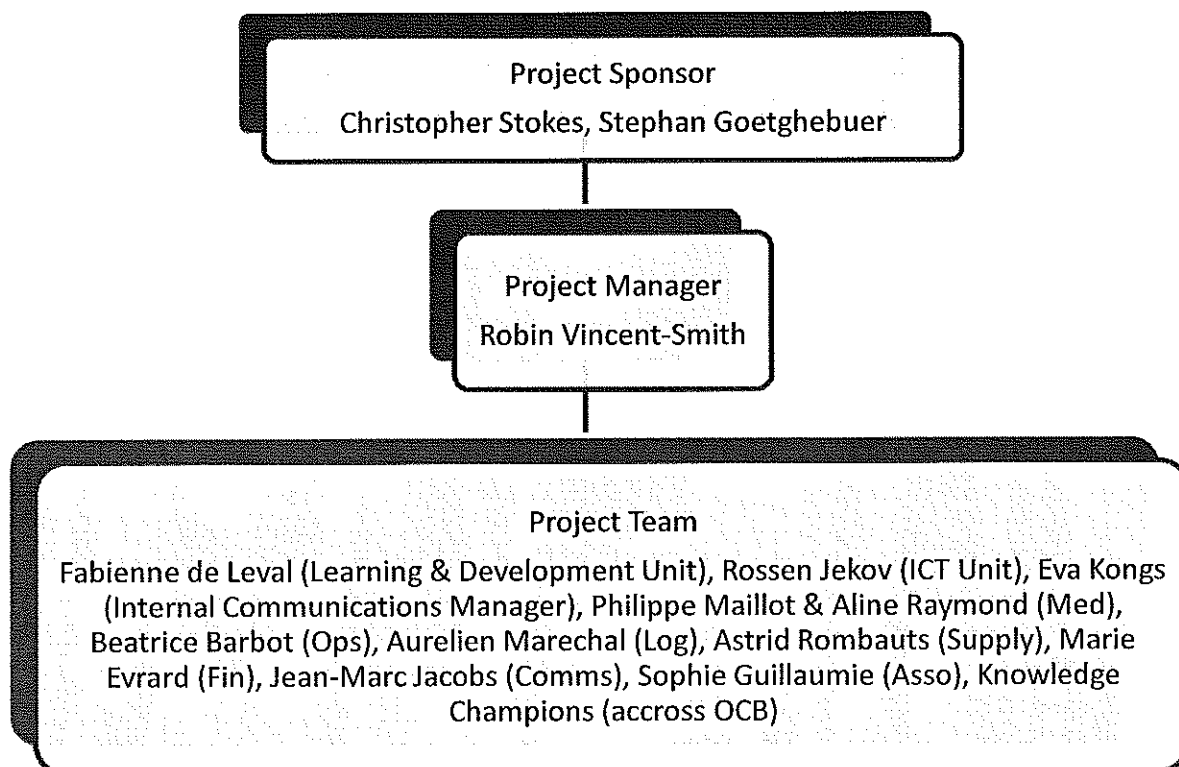 Project Sponsor
Christopher Stokes, Stephan Goetghebuer
Project Manager
Robin Vincent-Smith
Project Team
Fabienne de Leval (Learning & Development Unit), Rossen Jekov (ICT Unit), Eva Kongs
(Internal Communications Manager), Philippe Maillot & Aline Raymond (Med),
Beatrice Barbot (Ops), Aurelien Marechal (Log), Astrid Rombauts (Supply), Marie
Evrard (Fin), Jean-Marc Jacobs (Comms), Sophie Guillaumie (Asso), Knowledge
Champions (accross OCB)